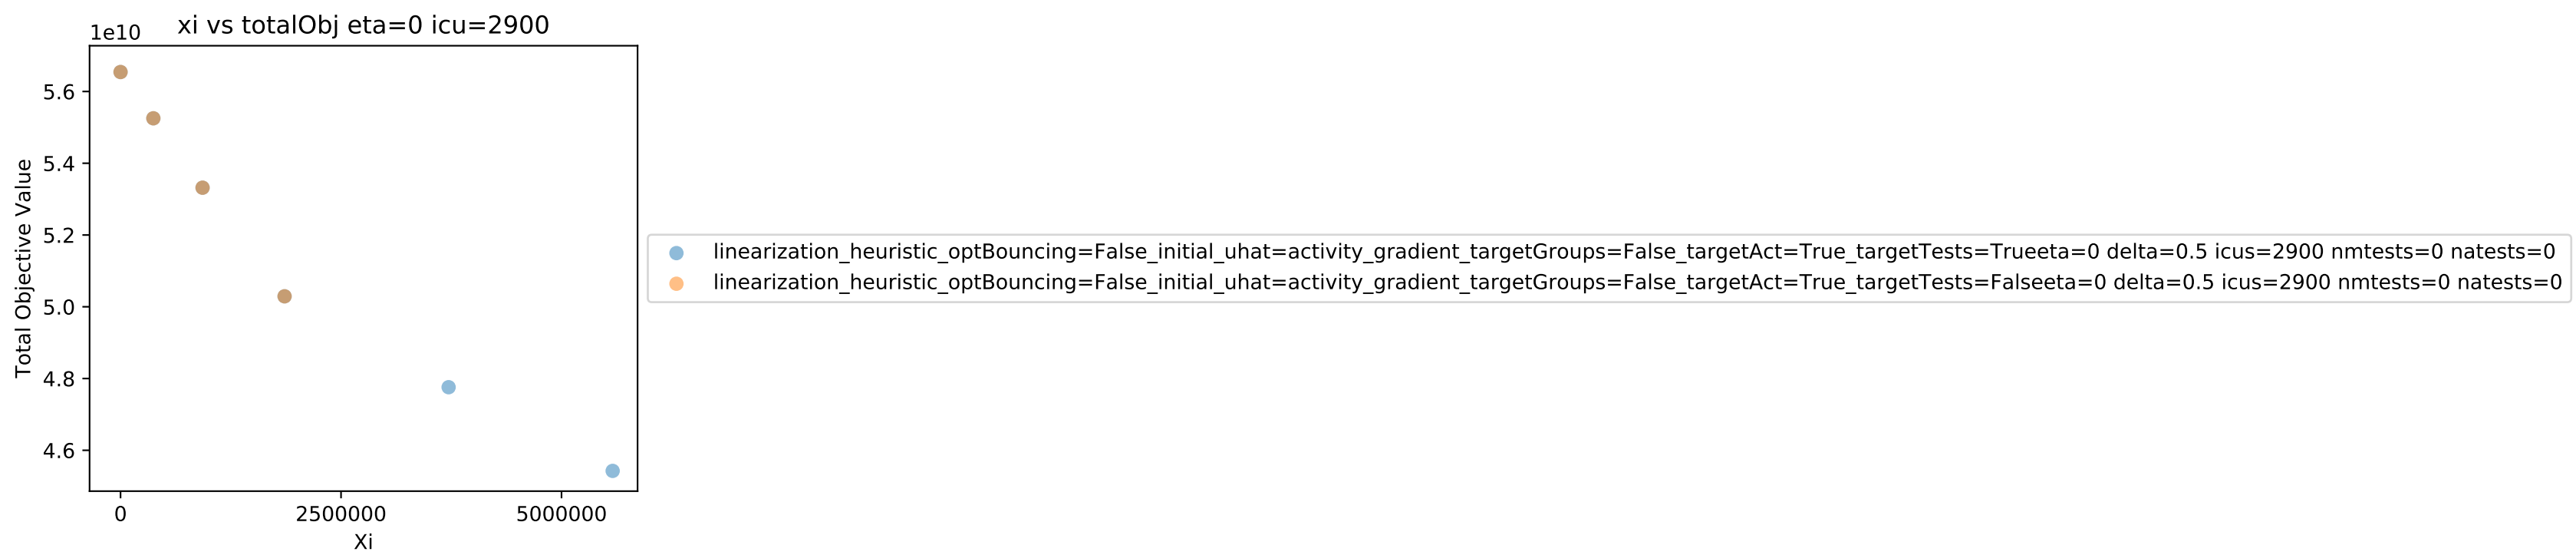 xi vs totalObj eta=0 icu=2900
1e10
5.6
5.4
5.2
5.0
4.8
4.6
Total Objective Value
0
2500000
5000000
Xi
linearization_heuristic_optBouncing=False_initial_uhat=activity_gradient_targetGroups=False_targetAct=True_targetTests=Trueeta=0 delta=0.5 icus=2900 nmtests=0 natests=0
linearization_heuristic_optBouncing=False_initial_uhat=activity_gradient_targetGroups=False_targetAct=True_targetTests=Falseeta=0 delta=0.5 icus=2900 nmtests=0 natests=0